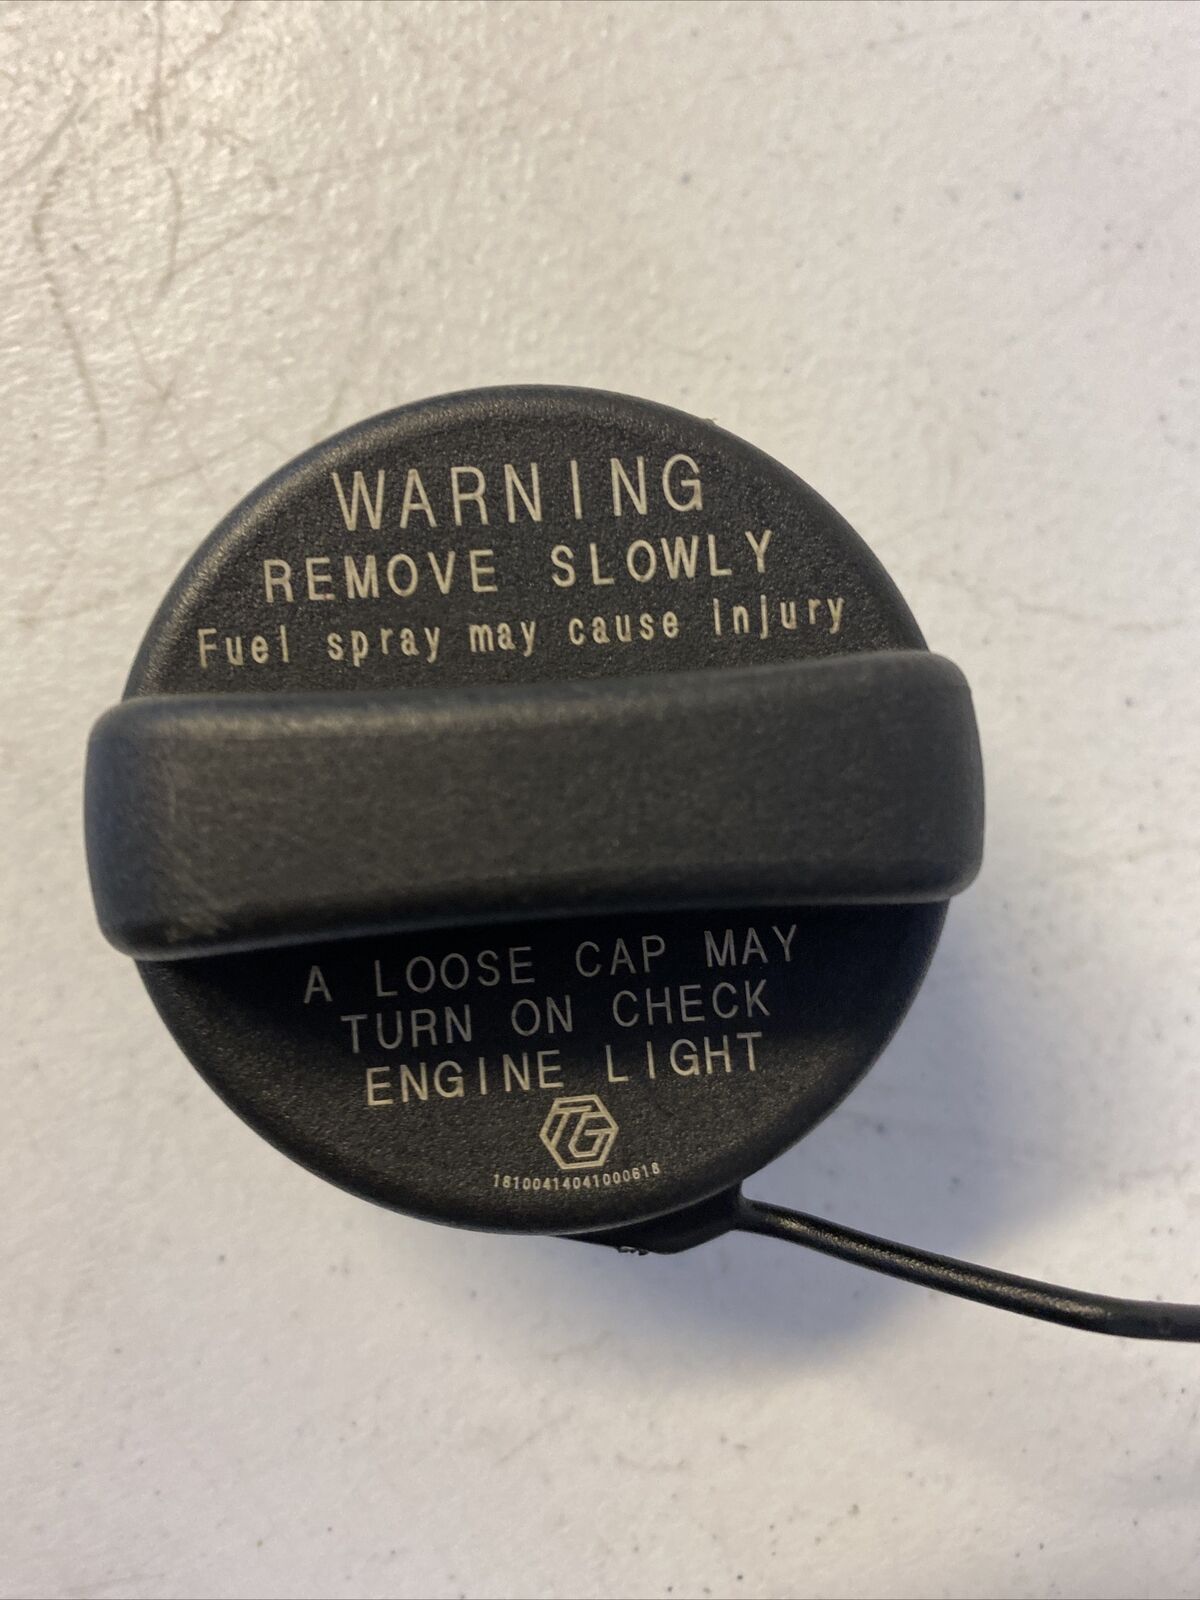 WARNING
REMOVE SLOWLY
Fuel spray may cause injury
A LOOSE CAP MAY
TURN ON CHECK
ENGINE LIGHT
TG
18100414041000618